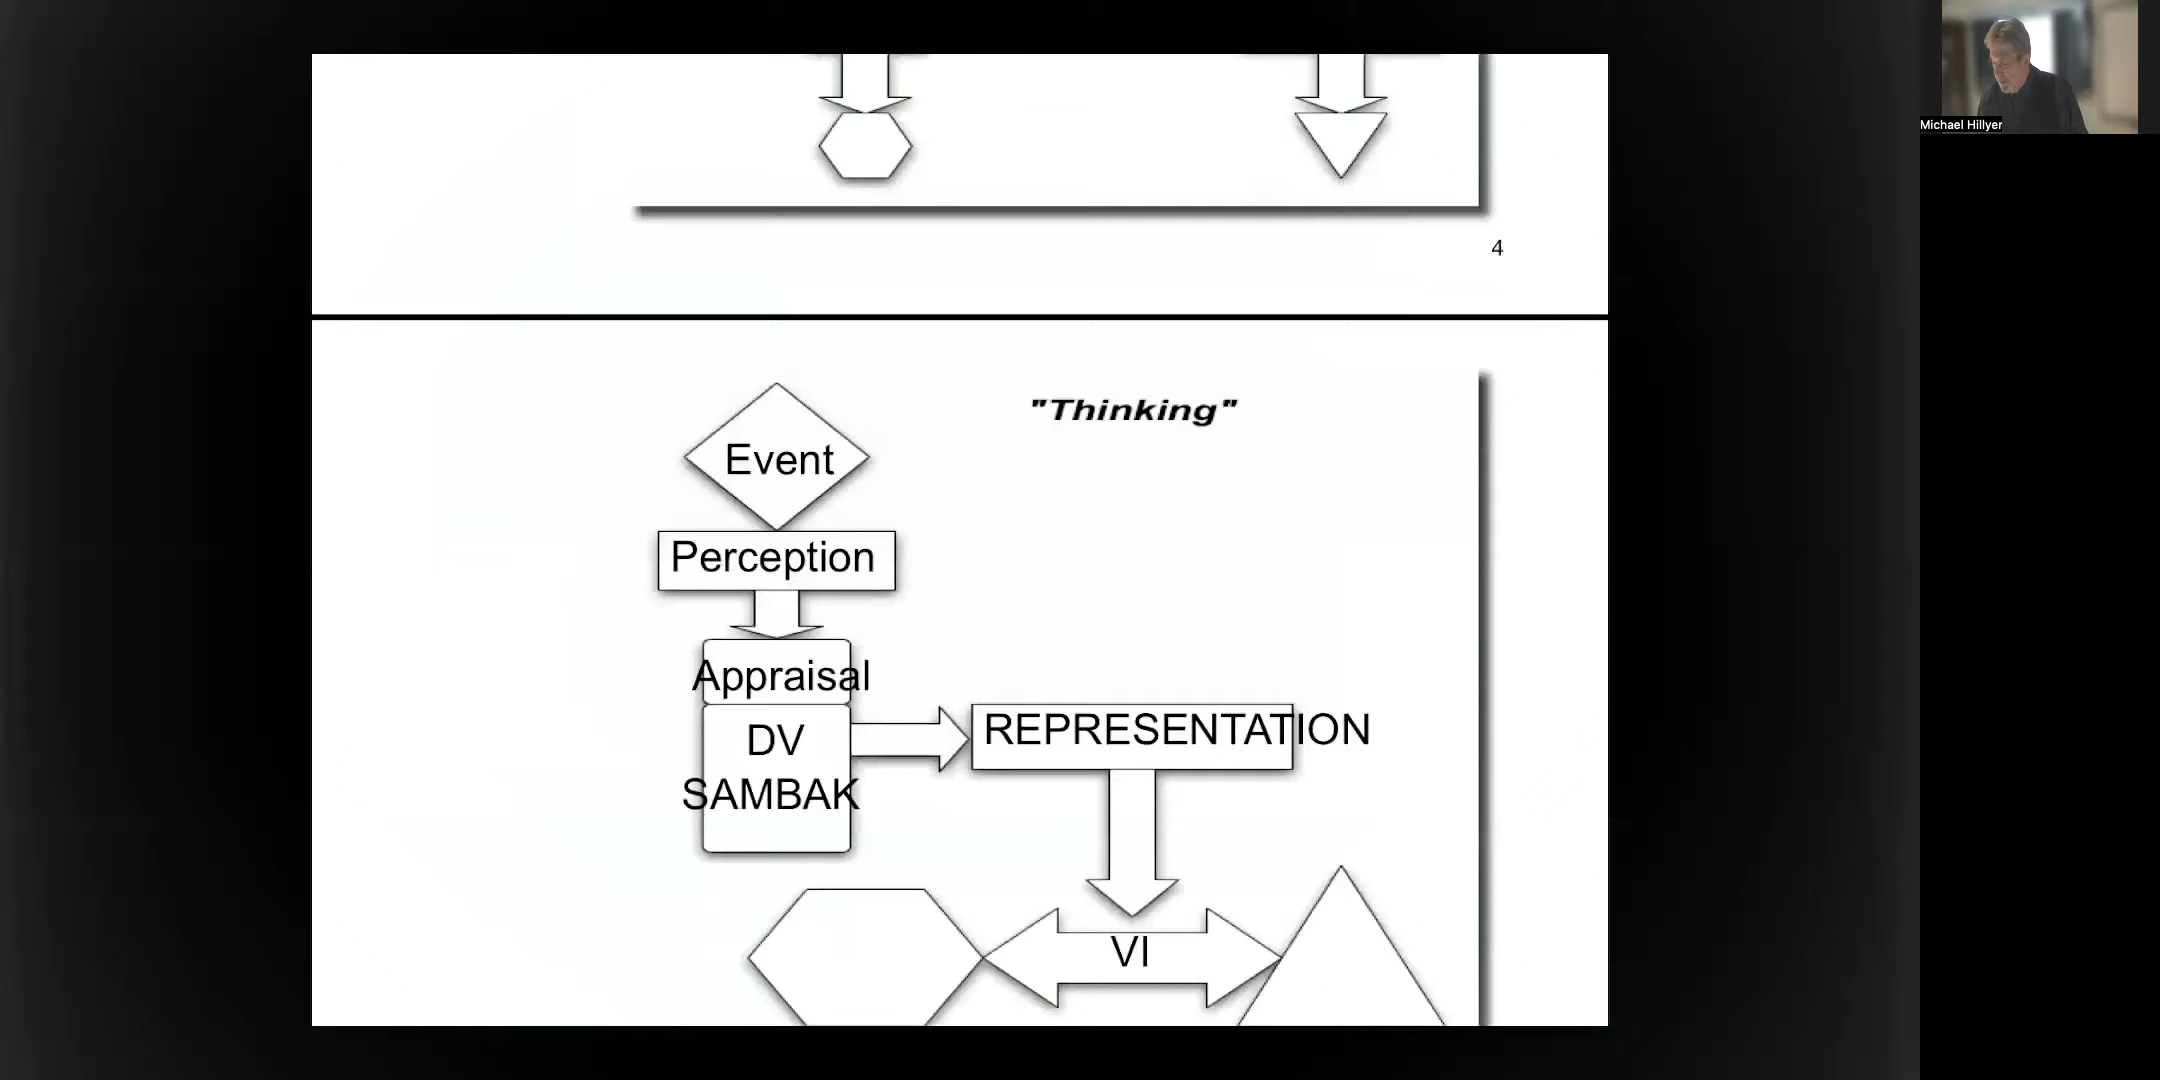 Michael Hillyer
4
"Thinking"
Event
Perception
Appraisal
DV
SAMBAK
REPRESENTATION
VI